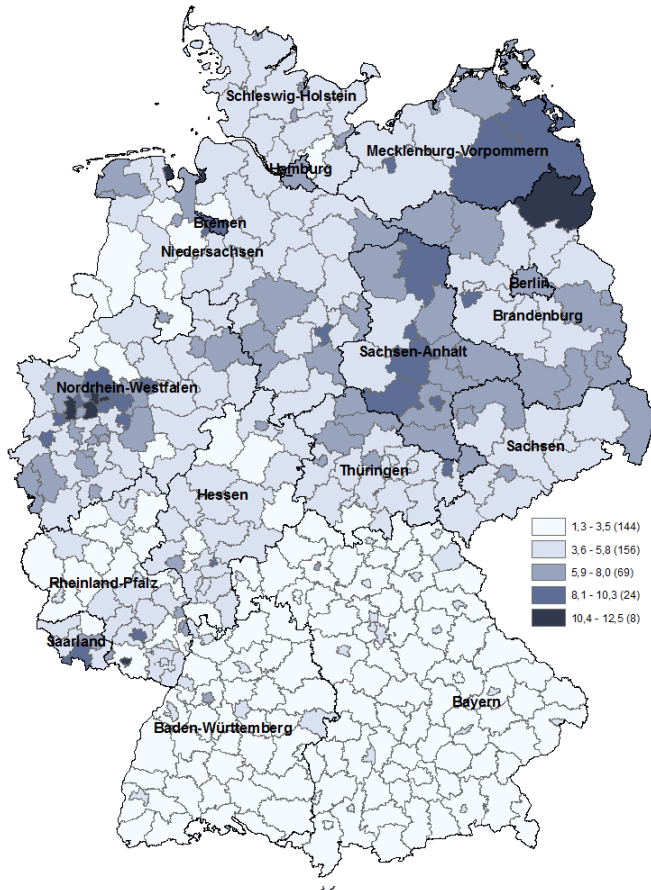 Schleswig-Holstein
Mecklenburg-Vorpommern
Hamburg
Bremen
Niedersachsen
Berlin
Brandenburg
Sachsen-Anhalt
Nordrhein-Westfalen
Sachsen
Thüringen
Hessen
1,3 - 3,5 (144)
3,6 - 5,8 (156)
5,9 - 8,0 (69)
8,1 - 10,3 (24)
10,4 - 12,5 (8)
Rheinland-Pfalz
Saarland
Bayern
Baden-Württemberg